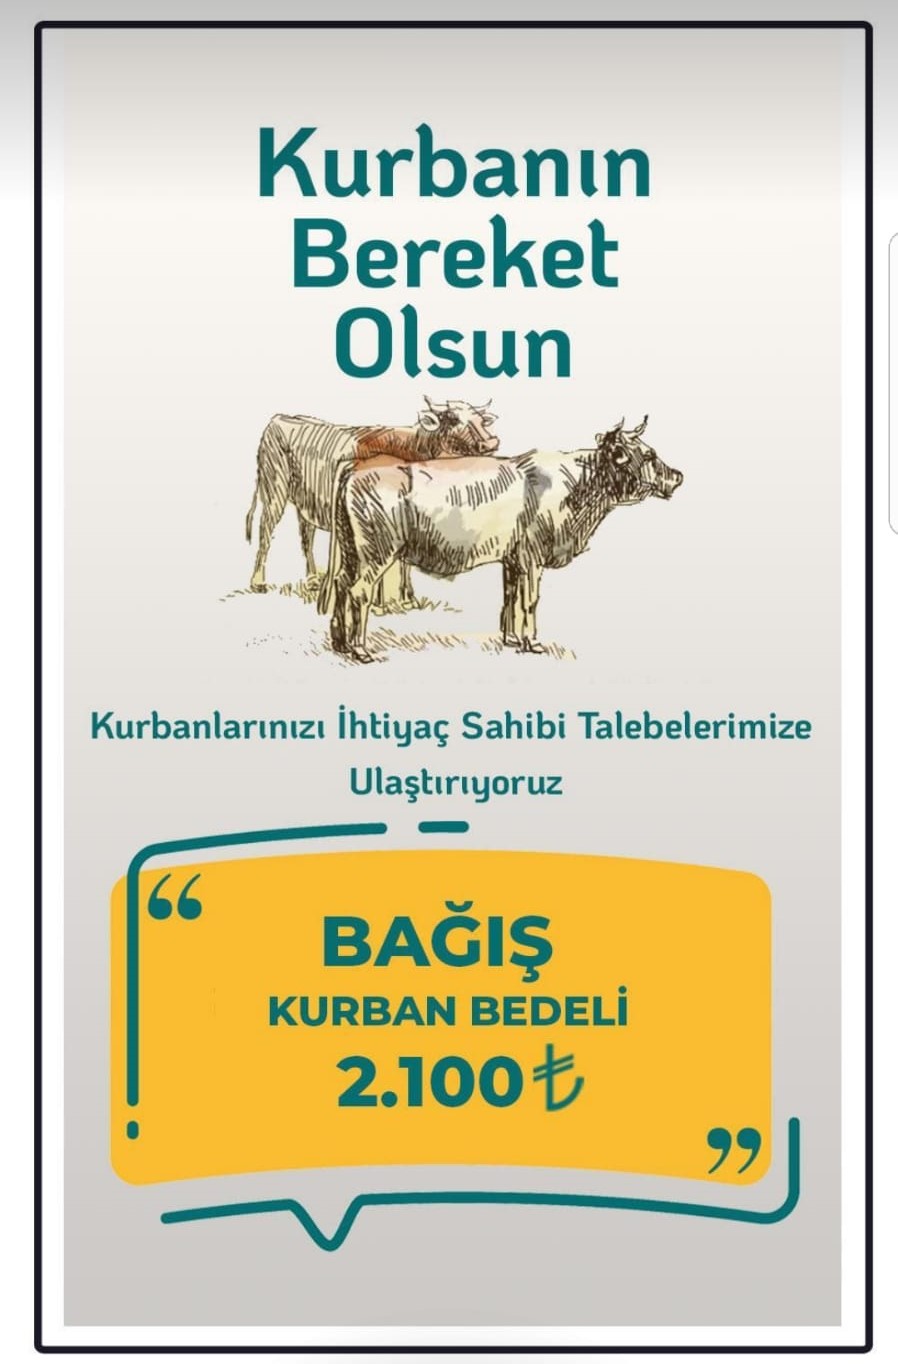 Kurbanın
Bereket
Olsun
Kurbanlarınızı İhtiyaç Sahibi Talebelerimize
Ulaştırıyoruz
“
BAĞIŞ
KURBAN BEDELİ
2.100₺
”